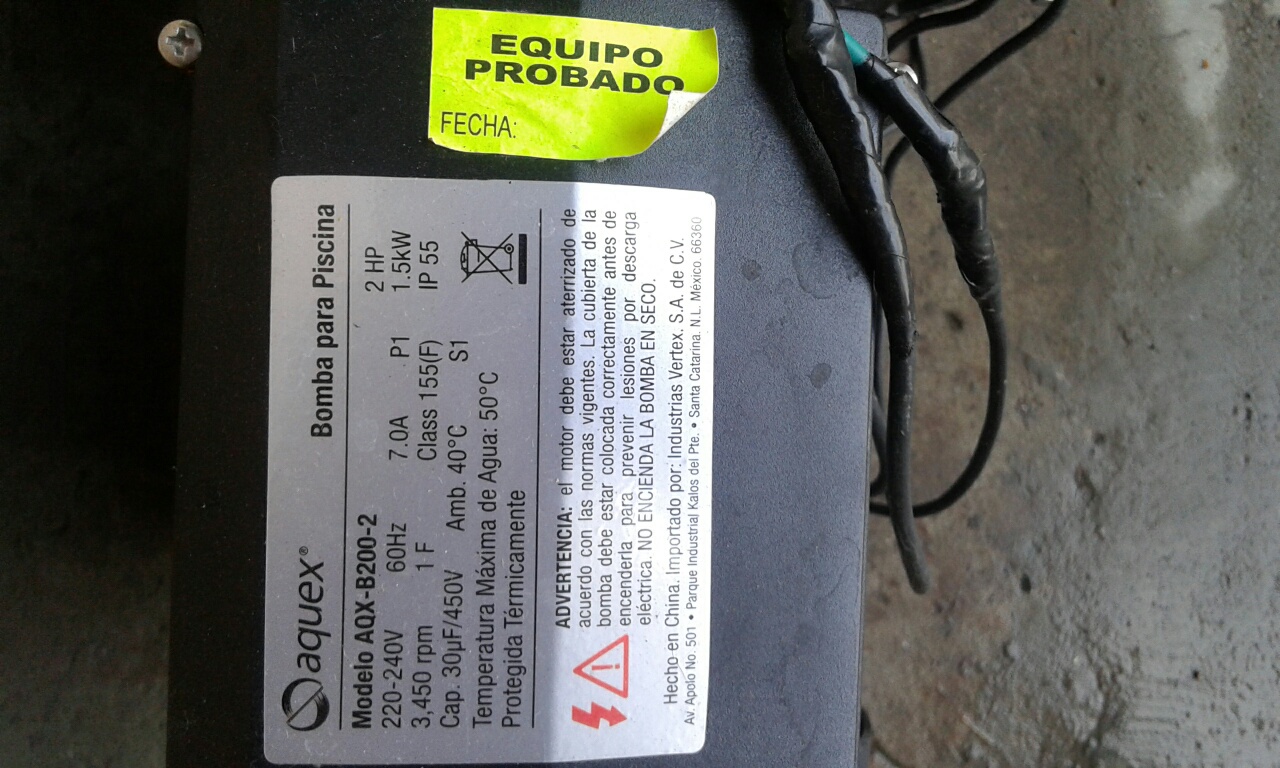 EQUIPO
PROBADO
FECHA:
aquex®
Bomba para Piscina
Modelo AQX-B200-2
2 HP
220-240V 60Hz 7.0A P1 1.5kW
3,450 rpm 1 F Class 155(F) IP 55
Cap. 30µF/450V Amb. 40°C S1
Temperatura Máxima de Agua: 50°C
Protegida Térmicamente
ADVERTENCIA: el motor debe estar aterrizado de
acuerdo con las normas vigentes. La cubierta de la
bomba debe estar colocada correctamente antes de
encenderla para prevenir lesiones por descarga
eléctrica. NO ENCIENDA LA BOMBA EN SECO.
Hecho en China. Importado por: Industrias Vertex. S.A. de C.V.
Av. Apolo No. 501 • Parque Industrial Kalos del Pte. • Santa Catarina. N.L. México. 66360